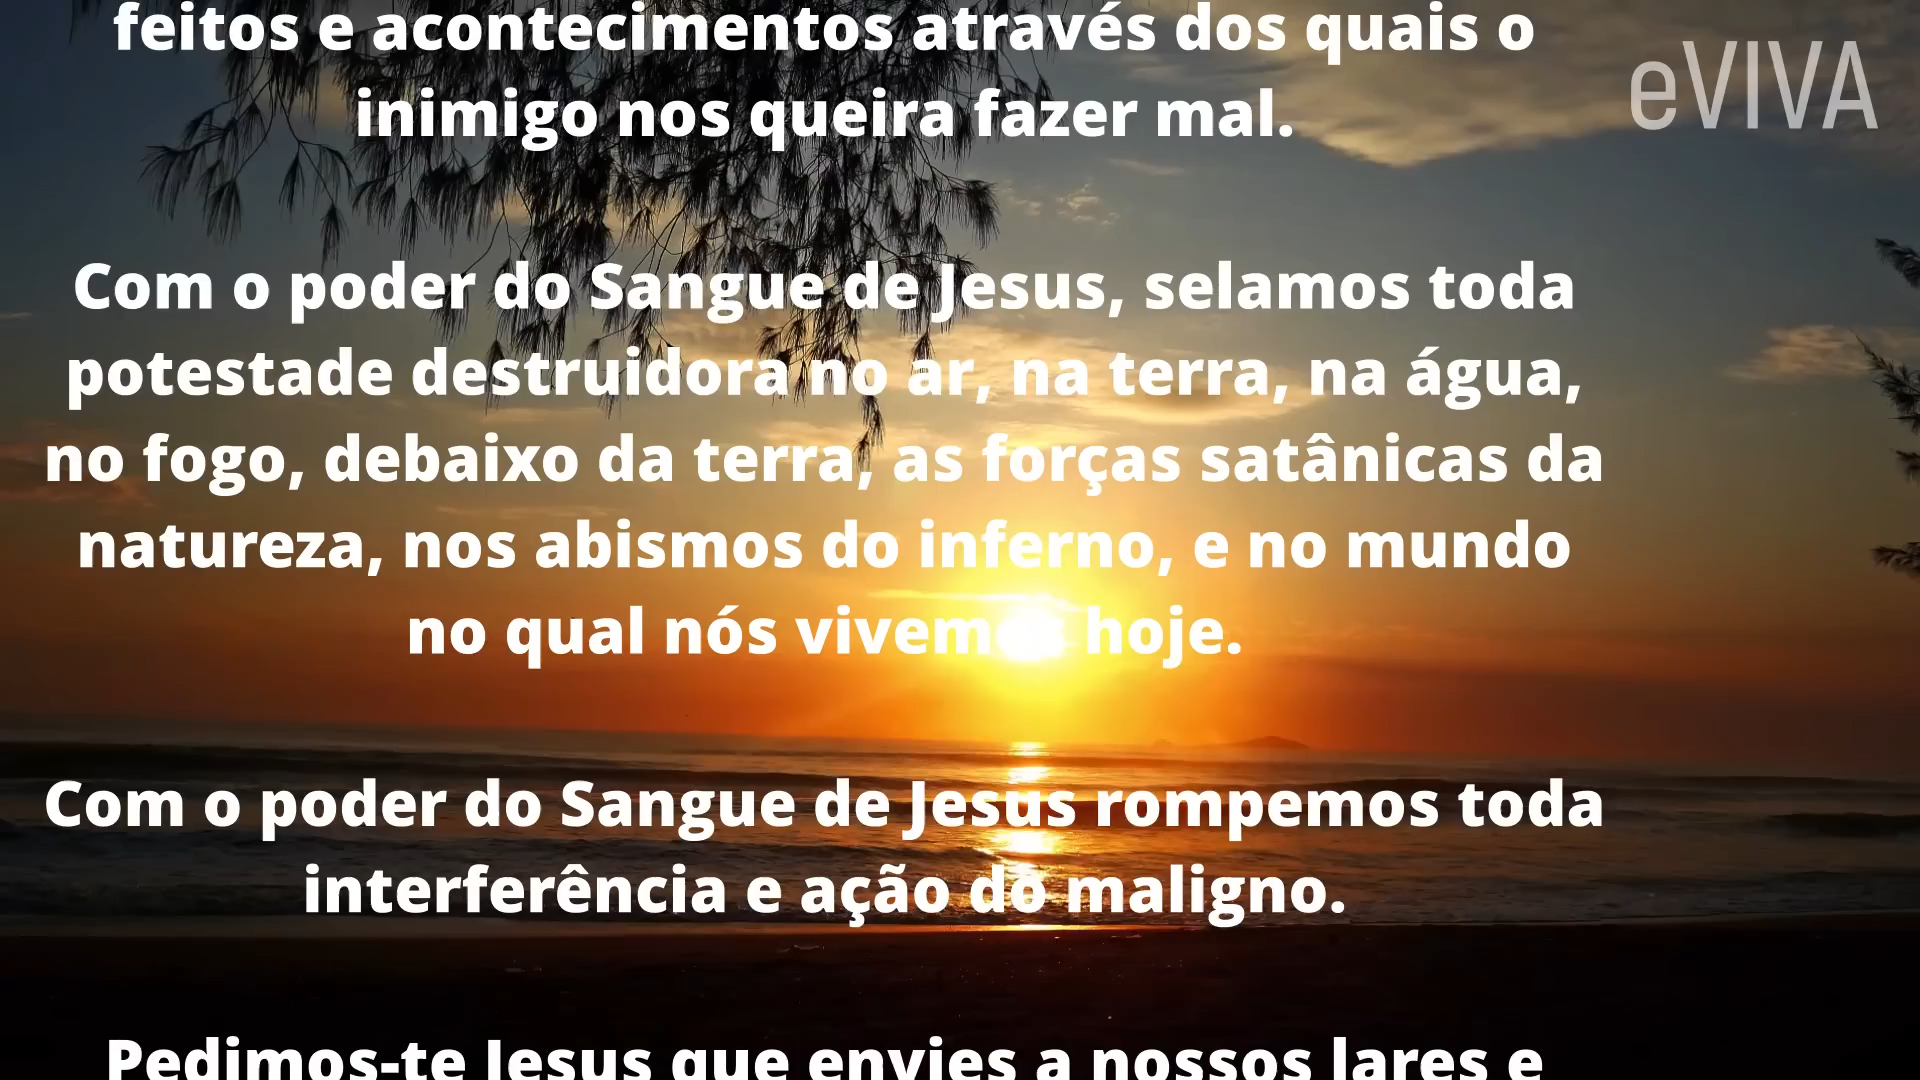 feitos e acontecimentos através dos quais o
eVIVA
inimigo nos queira fazer mal.
Com o poder do Sangue de Jesus, selamos toda
potestade destruidora no ar, na terra, na água,
no fogo, debaixo da terra, as forças satânicas da
natureza, nos abismos do inferno, e no mundo
no qual nós vivemos hoje.
Com o poder do Sangue de Jesus rompemos toda
interferência e ação do maligno.
Pedimos-te Jesus que envies a nossos lares e